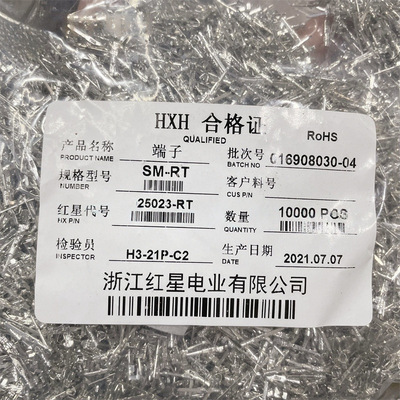 HXH 合格证
QUALIFIED
RoHS
产品名称 端子 批次号 016908030-04
PRODUCT NAME BATCH NO
规格型号 SM-RT 客户料号
NUMBER CUS P/N
红星代号 25023-RT 数量 10000 PCS
HX P/N QUANTITY
检验员 H3-21P-C2 生产日期 2021.07.07
INSPECTOR DATE
浙江红星电业有限公司